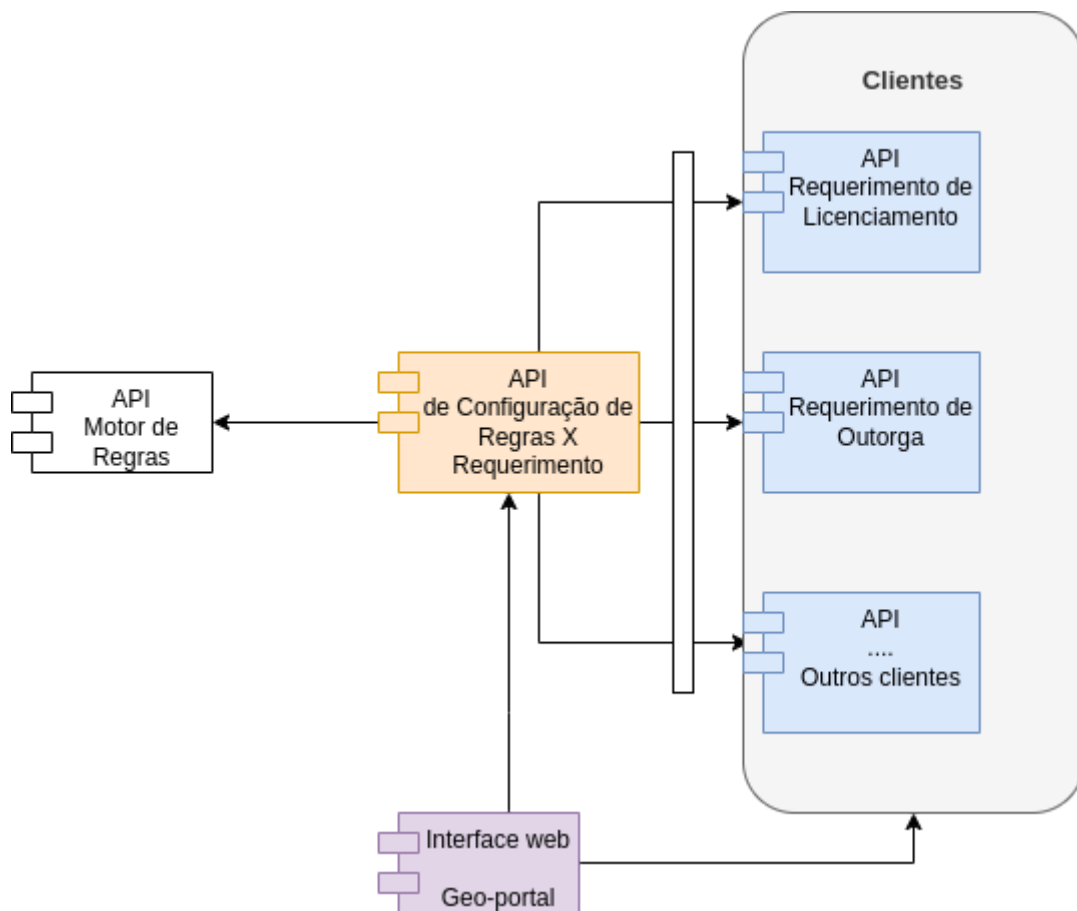 Clientes
API
Requerimento de
Licenciamento
API
Motor de
Regras
API
de Configuração de
Regras X
Requerimento
API
Requerimento de
Outorga
API
....
Outros clientes
Interface web
Geo-portal